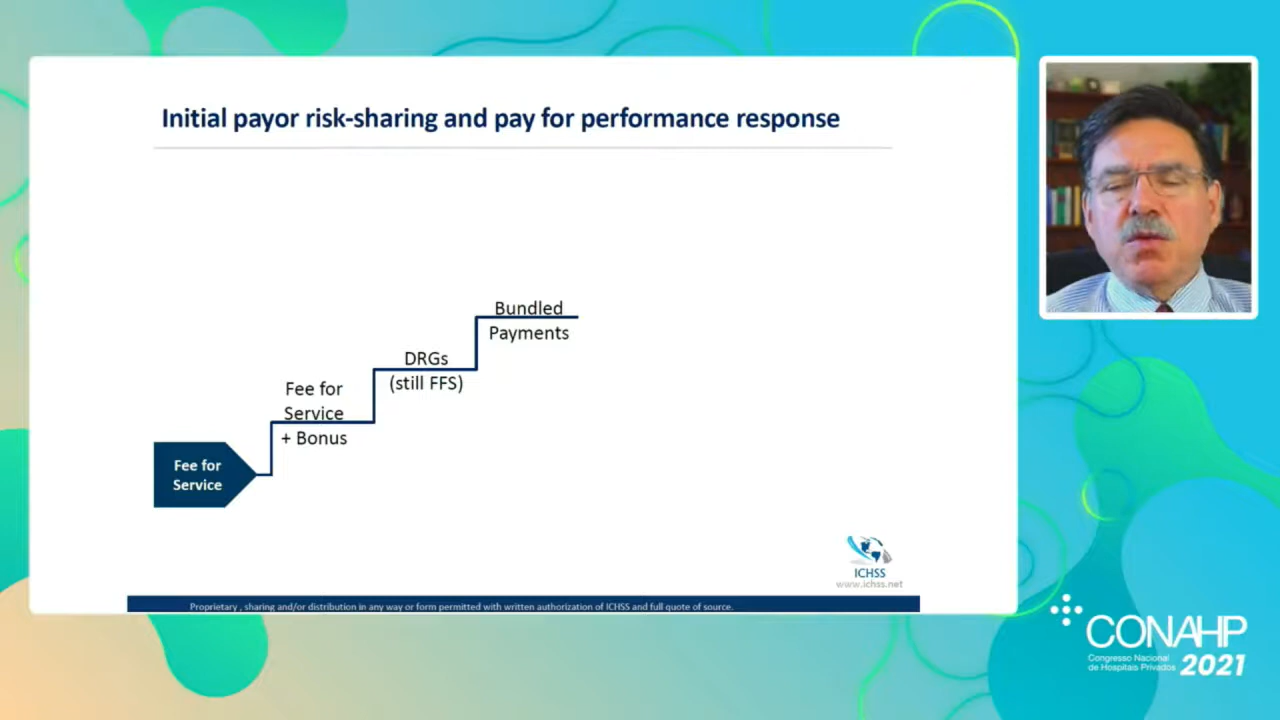 Initial payor risk-sharing and pay for performance response
Bundled
Payments
DRGs
(still FFS)
Fee for
Service
+ Bonus
Fee for
Service
ICHSS
www.ichss.net
Proprietary , sharing and/or distribution in any way or form permitted with written authorization of ICHSS and full quote of source.
CONAHP
Congresso Nacional
de Hospitais Privados
2021